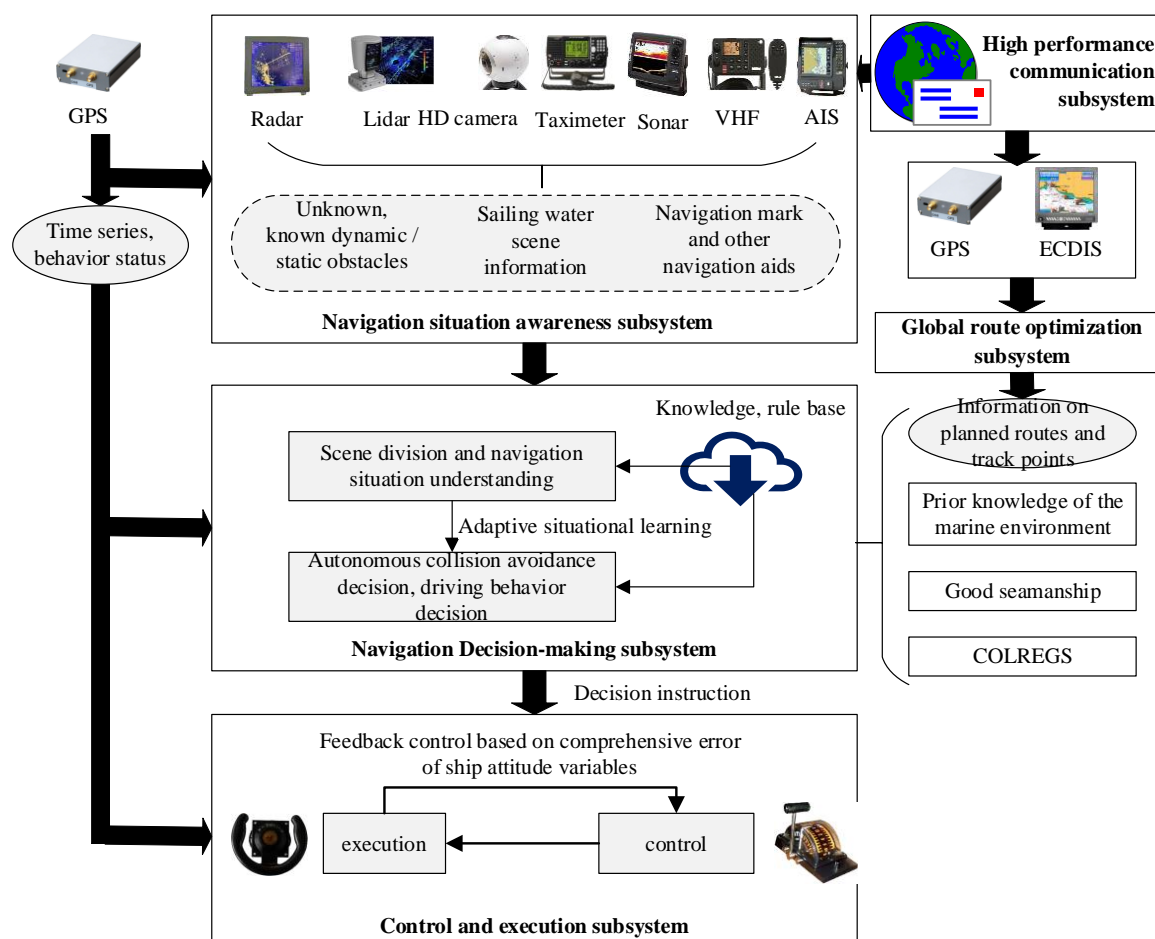 GPS
Radar
Lidar
HD camera
Taximeter
Sonar
VHF
AIS
Unknown,
known dynamic /
static obstacles
Sailing water
scene
information
Navigation mark
and other
navigation aids
Navigation situation awareness subsystem
High performance
communication
subsystem
GPS
ECDIS
Global route optimization
subsystem
Time series,
behavior status
Knowledge, rule base
Scene division and navigation
situation understanding
Adaptive situational learning
Autonomous collision avoidance
decision, driving behavior
decision
Navigation Decision-making subsystem
Information on
planned routes and
track points
Prior knowledge of the
marine environment
Good seamanship
COLREGS
Decision instruction
Feedback control based on comprehensive error
of ship attitude variables
execution
control
Control and execution subsystem